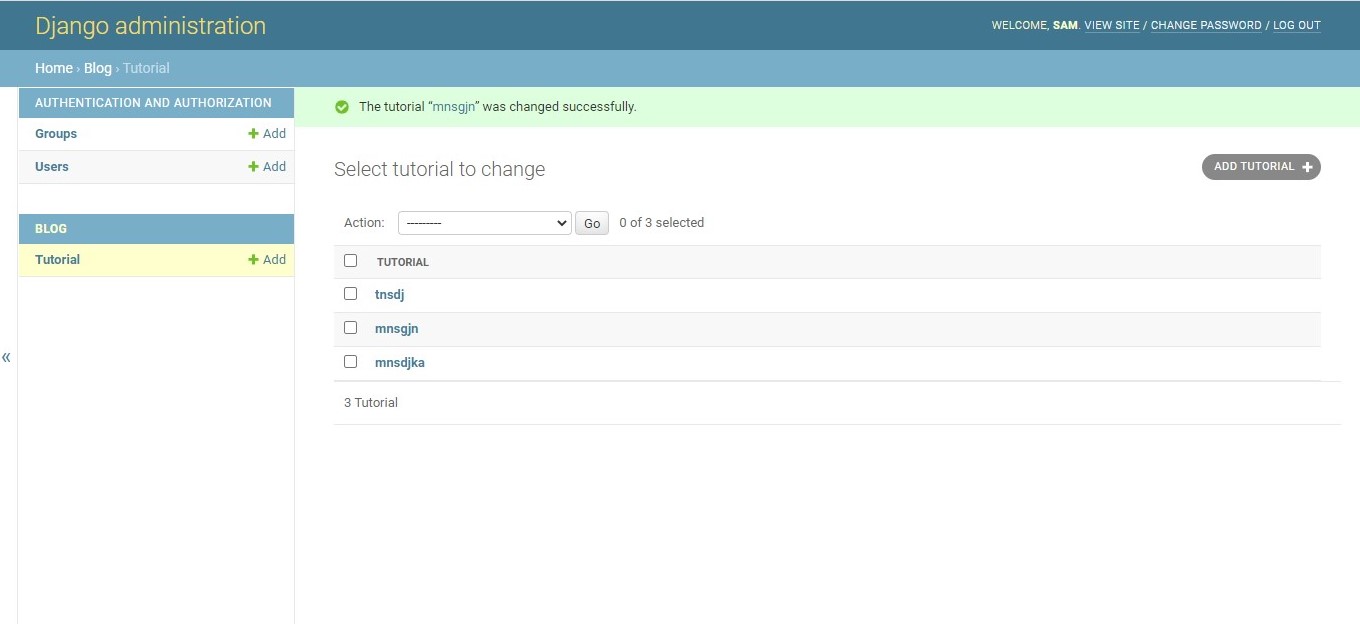 Django administration
WELCOME, SAM. VIEW SITE / CHANGE PASSWORD / LOG OUT
Home › Blog › Tutorial
AUTHENTICATION AND AUTHORIZATION
Groups + Add
Users + Add
BLOG
Tutorial + Add
«
The tutorial “mnsgjn” was changed successfully.
Select tutorial to change
ADD TUTORIAL +
Action: --------- Go 0 of 3 selected
TUTORIAL
tnsdj
mnsgjn
mnsdjka
3 Tutorial